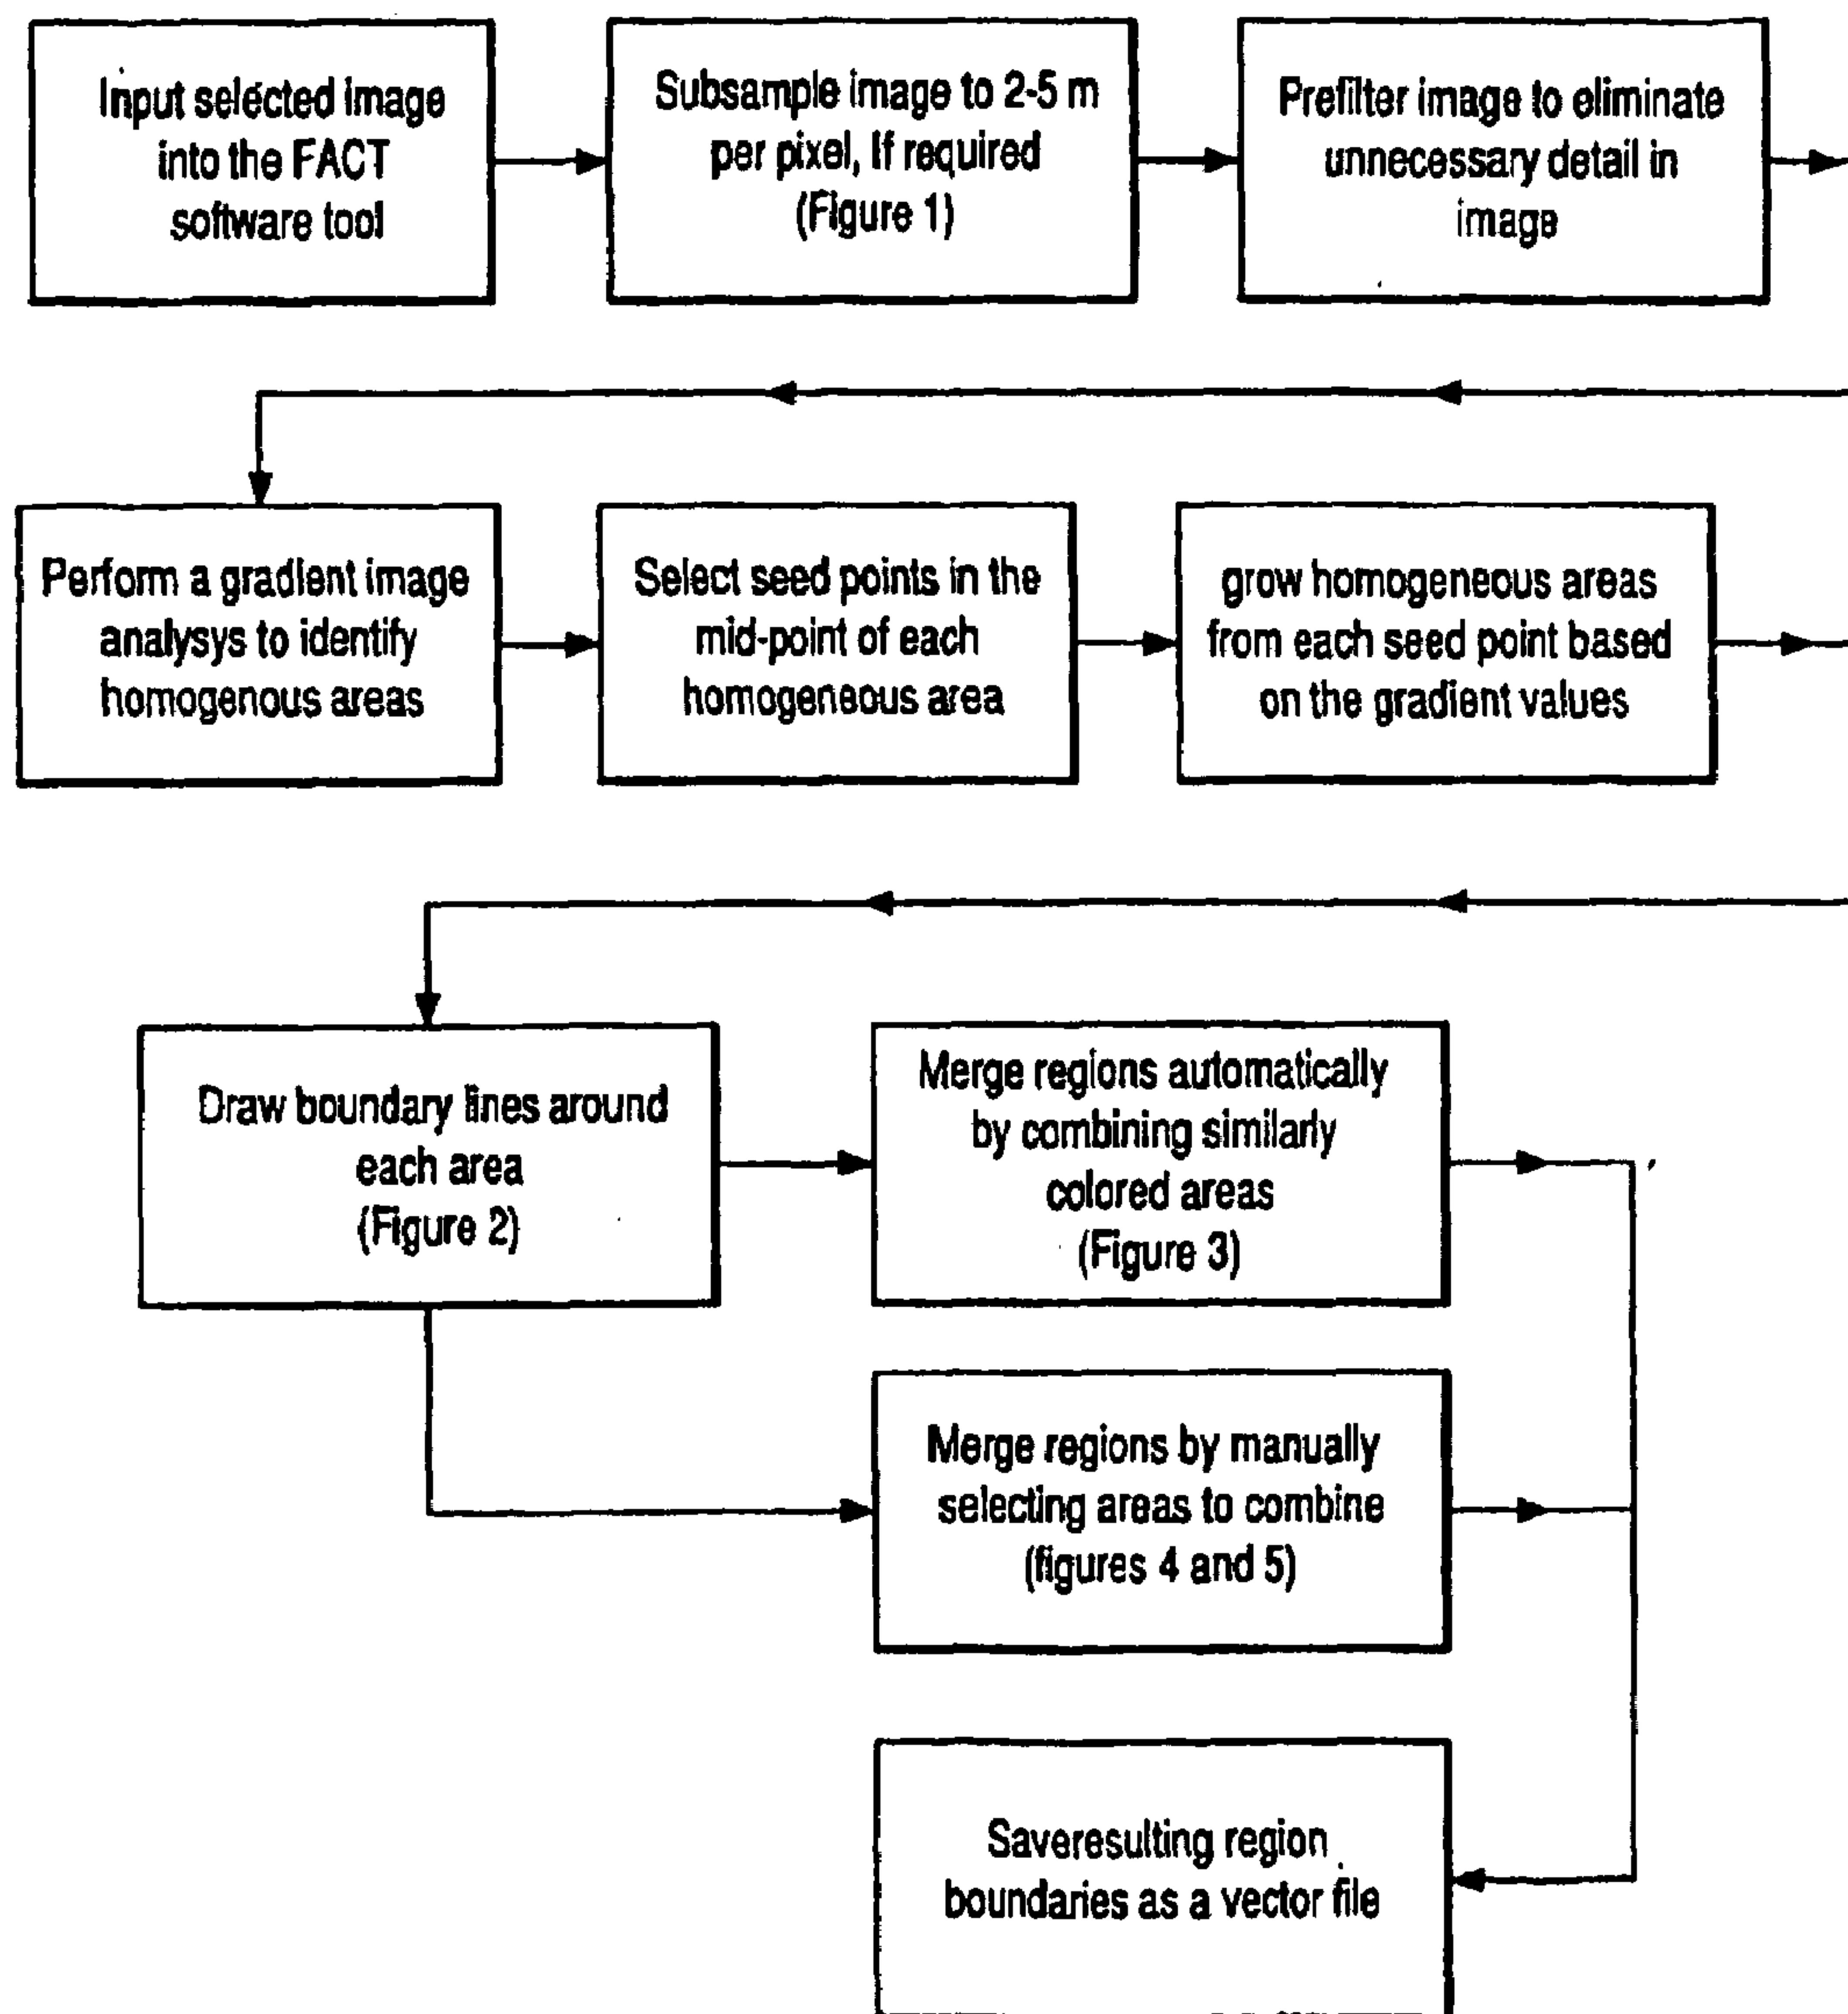 Input selected image
into the FACT
software tool
Subsample image to 2-5 m
per pixel, If required
(Figure 1)
Prefilter image to eliminate
unnecessary detail in
image
Perform a gradient image
analysys to identify
homogenous areas
Select seed points in the
mid-point of each
homogeneous area
grow homogeneous areas
from each seed point based
on the gradient values
Draw boundary lines around
each area
(Figure 2)
Merge regions automatically
by combining similarly
colored areas
(Figure 3)
Merge regions by manually
selecting areas to combine
(figures 4 and 5)
Saveresulting region
boundaries as a vector file